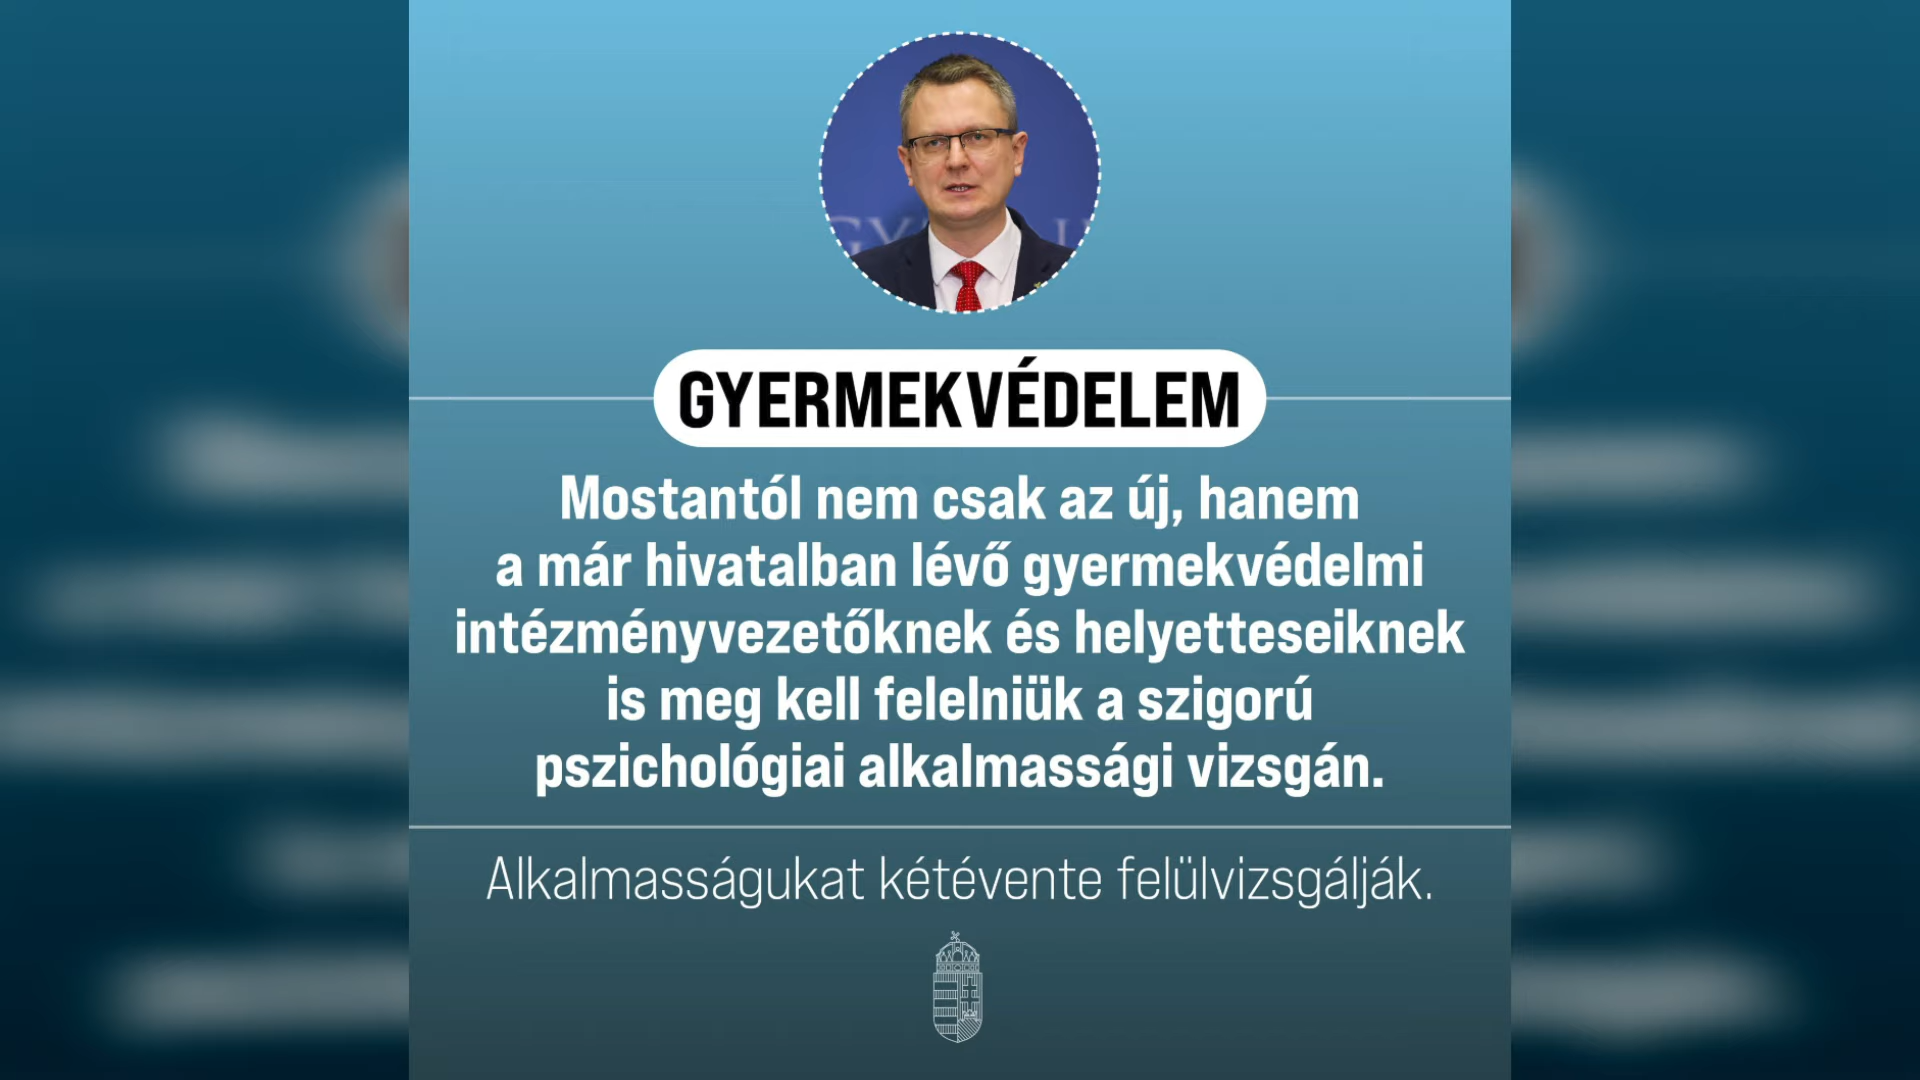 GYERMEKVÉDELEM
Mostantól nem csak az új, hanem
a már hivatalban lévő gyermekvédelmi
intézményvezetőknek és helyetteseiknek
is meg kell felelniük a szigorú
pszichológiai alkalmassági vizsgán.
Alkalmasságukat kétévente felülvizsgálják.